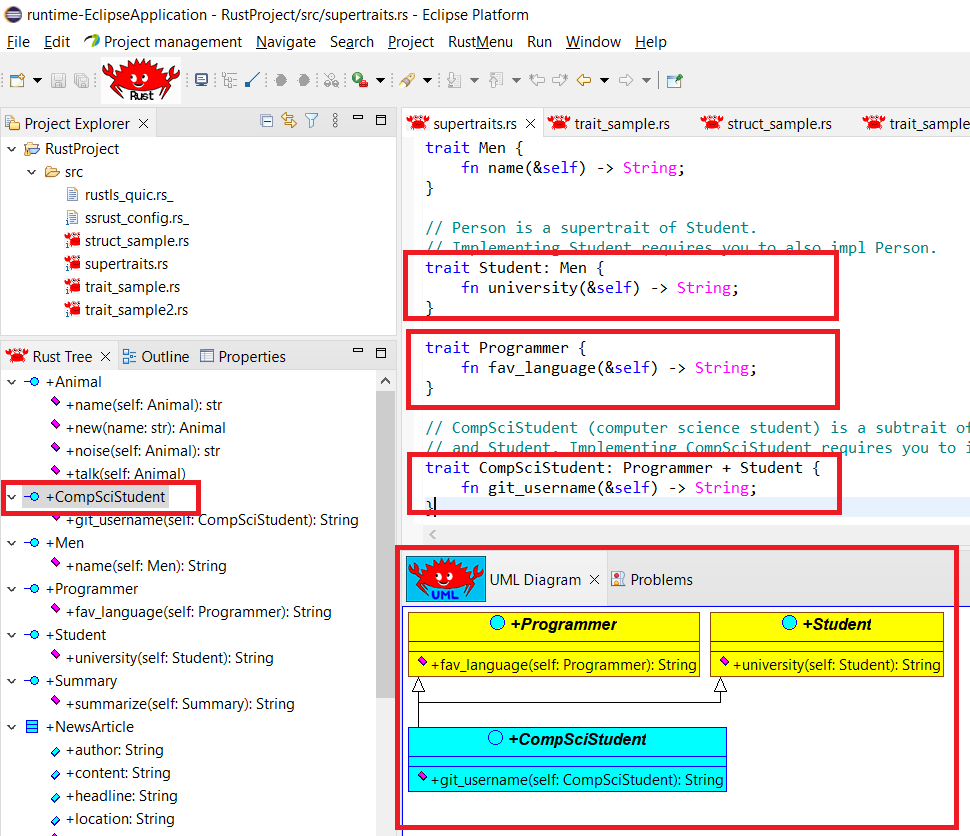 runtime-EclipseApplication - RustProject/src/supertraits.rs - Eclipse Platform
File Edit Project management Navigate Search Project RustMenu Run Window Help
Rust
Project Explorer
RustProject
src
rustls_quic.rs_
ssrust_config.rs_
struct_sample.rs
supertraits.rs
trait_sample.rs
trait_sample2.rs
Rust Tree Outline Properties
+Animal
+name(self: Animal): str
+new(name: str): Animal
+noise(self: Animal): str
+talk(self: Animal)
+CompSciStudent
+git_username(self: CompSciStudent): String
+Men
+name(self: Men): String
+Programmer
+fav_language(self: Programmer): String
+Student
+university(self: Student): String
+Summary
+summarize(self: Summary): String
+NewsArticle
+author: String
+content: String
+headline: String
+location: String
supertraits.rs trait_sample.rs struct_sample.rs trait_sample
trait Men {
fn name(&self) -> String;
}
// Person is a supertrait of Student.
// Implementing Student requires you to also impl Person.
trait Student: Men {
fn university(&self) -> String;
}
trait Programmer {
fn fav_language(&self) -> String;
}
// CompSciStudent (computer science student) is a subtrait of
// and Student. Implementing CompSciStudent requires you to i
trait CompSciStudent: Programmer + Student {
fn git_username(&self) -> String;
}
UML
UML Diagram Problems
+Programmer
+fav_language(self: Programmer): String
+Student
+university(self: Student): String
+CompSciStudent
+git_username(self: CompSciStudent): String